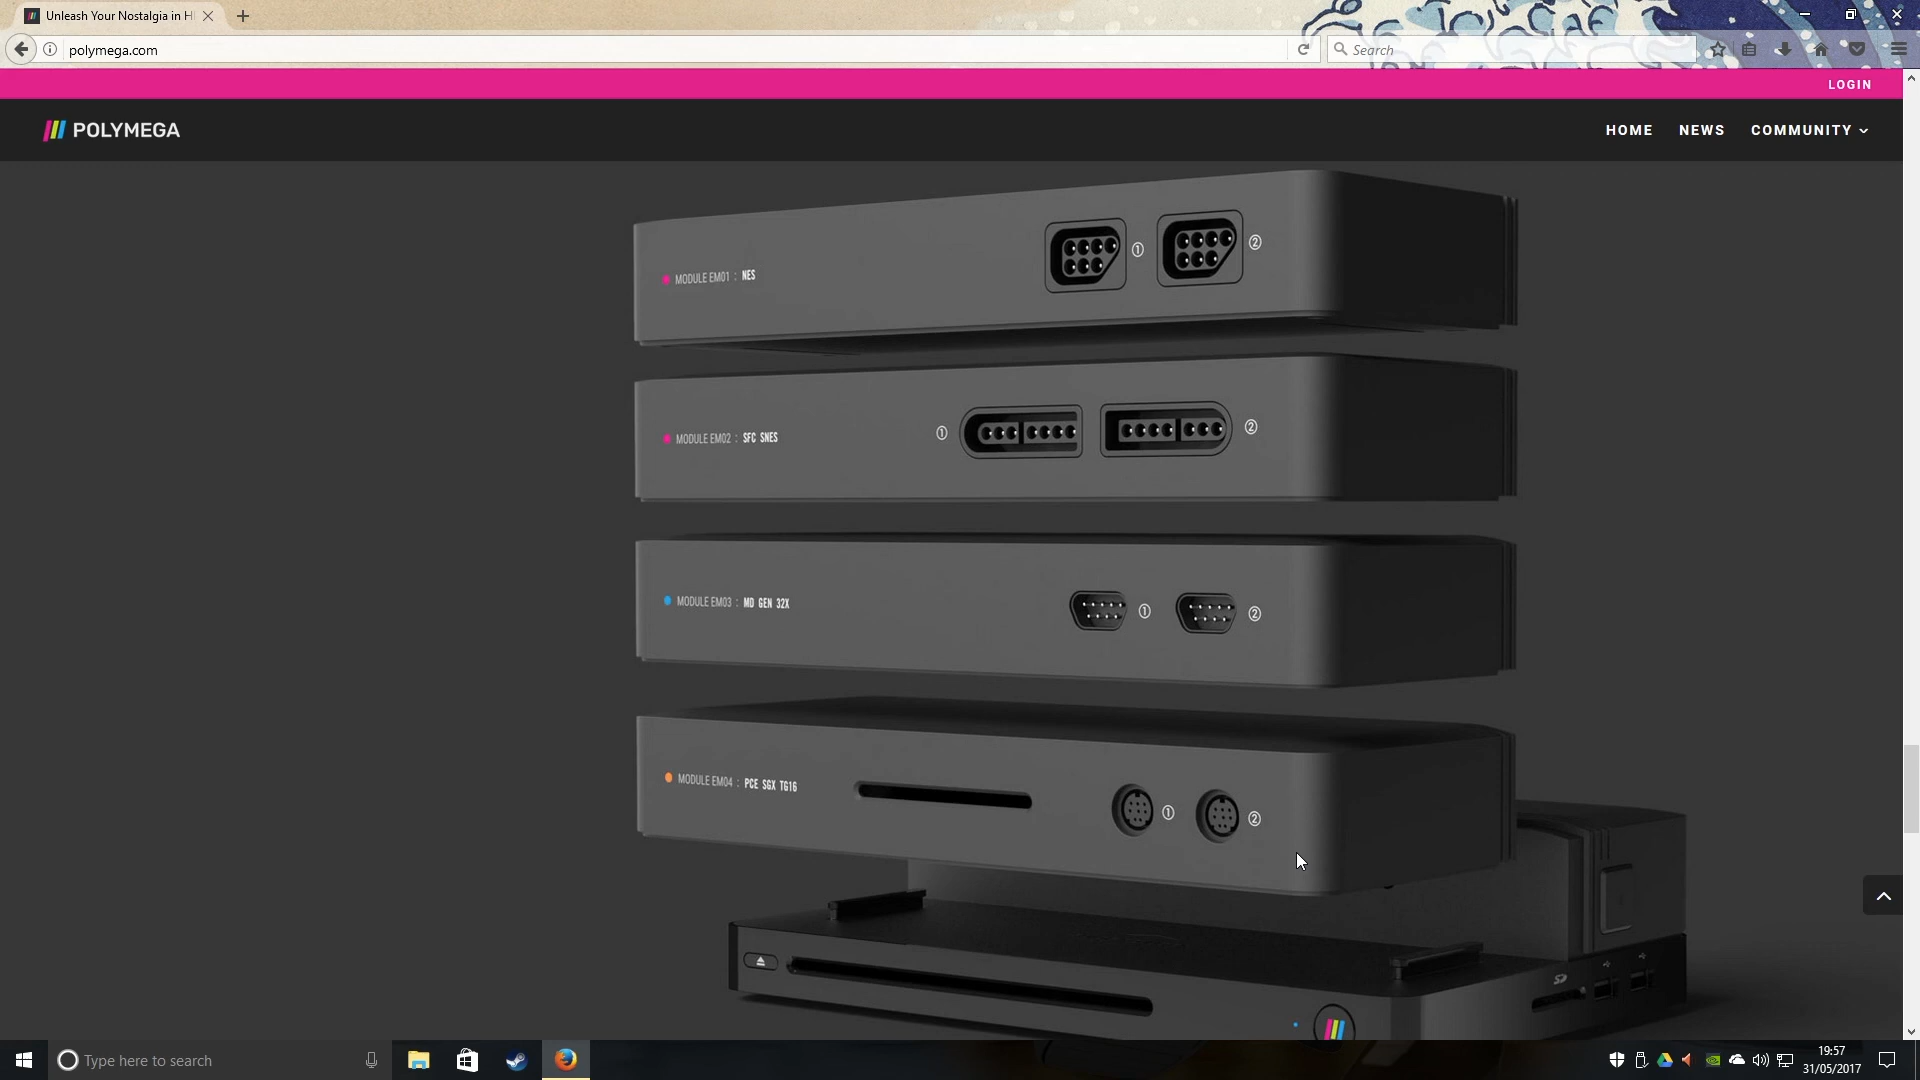 Unleash Your Nostalgia in H
polymega.com
Search
LOGIN
POLYMEGA
HOME NEWS COMMUNITY
MODULE EM01 : NES
① ②
MODULE EM02 : SFC SNES
① ②
MODULE EM03 : MD GEN 32X
① ②
MODULE EM04 : PCE SGX TG16
① ②
SD
Type here to search
19:57
31/05/2017